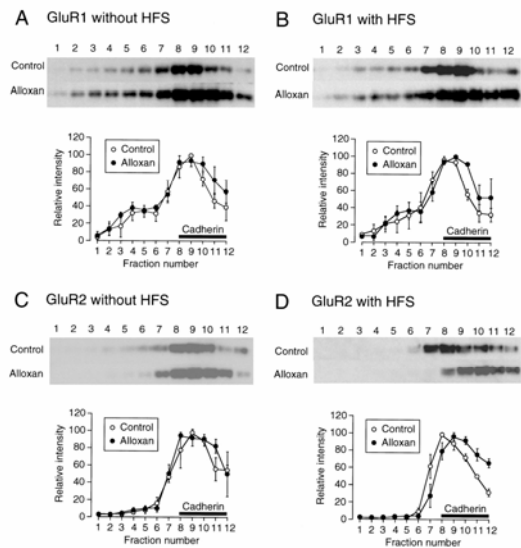 A GluR1 without HFS
1 2 3 4 5 6 7 8 9 10 11 12
Control
Alloxan
Relative intensity
120
100
80
60
40
20
0
Control
Alloxan
Cadherin
1 2 3 4 5 6 7 8 9 10 11 12
Fraction number
B GluR1 with HFS
1 2 3 4 5 6 7 8 9 10 11 12
Control
Alloxan
Relative intensity
120
100
80
60
40
20
0
Control
Alloxan
Cadherin
1 2 3 4 5 6 7 8 9 10 11 12
Fraction number
C GluR2 without HFS
1 2 3 4 5 6 7 8 9 10 11 12
Control
Alloxan
Relative intensity
120
100
80
60
40
20
0
Control
Alloxan
Cadherin
1 2 3 4 5 6 7 8 9 10 11 12
Fraction number
D GluR2 with HFS
1 2 3 4 5 6 7 8 9 10 11 12
Control
Alloxan
Relative intensity
120
100
80
60
40
20
0
Control
Alloxan
Cadherin
1 2 3 4 5 6 7 8 9 10 11 12
Fraction number